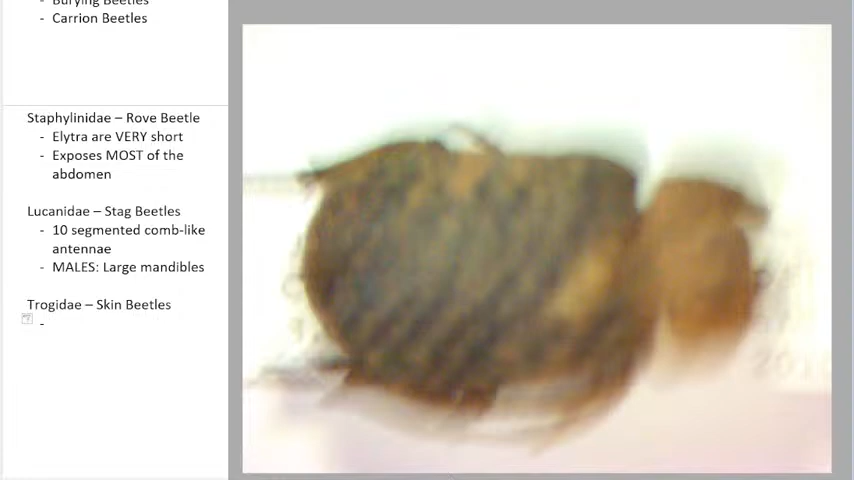 - Burying Beetles
- Carrion Beetles
Staphylinidae – Rove Beetle
- Elytra are VERY short
- Exposes MOST of the
abdomen
Lucanidae – Stag Beetles
- 10 segmented comb-like
antennae
- MALES: Large mandibles
Trogidae – Skin Beetles
-